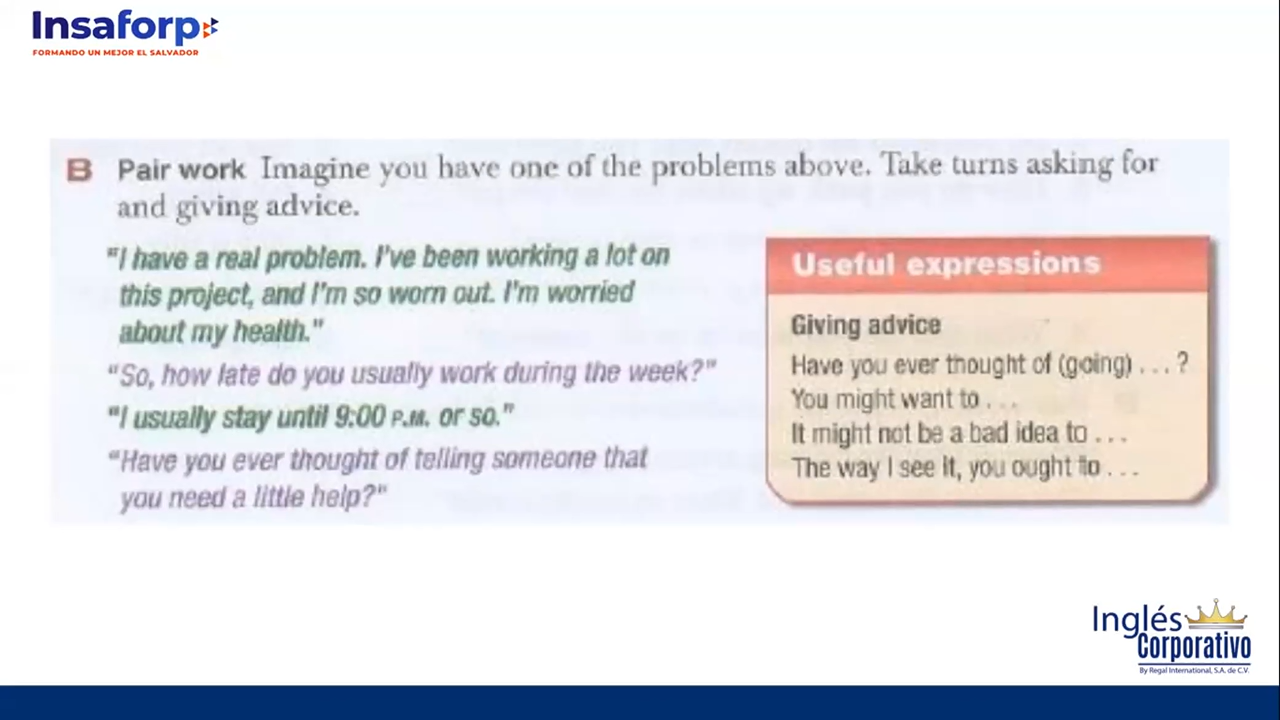 Insaforp
FORMANDO UN MEJOR EL SALVADOR
B Pair work Imagine you have one of the problems above. Take turns asking for
and giving advice.
"I have a real problem. I've been working a lot on
this project, and I'm so worn out. I'm worried
about my health."
"So, how late do you usually work during the week?"
"I usually stay until 9:00 P.M. or so."
"Have you ever thought of telling someone that
you need a little help?"
Useful expressions
Giving advice
Have you ever thought of (going) . . . ?
You might want to . . .
It might not be a bad idea to . . .
The way I see it, you ought to . . .
Inglés
Corporativo
By Regal International, S.A. de C.V.